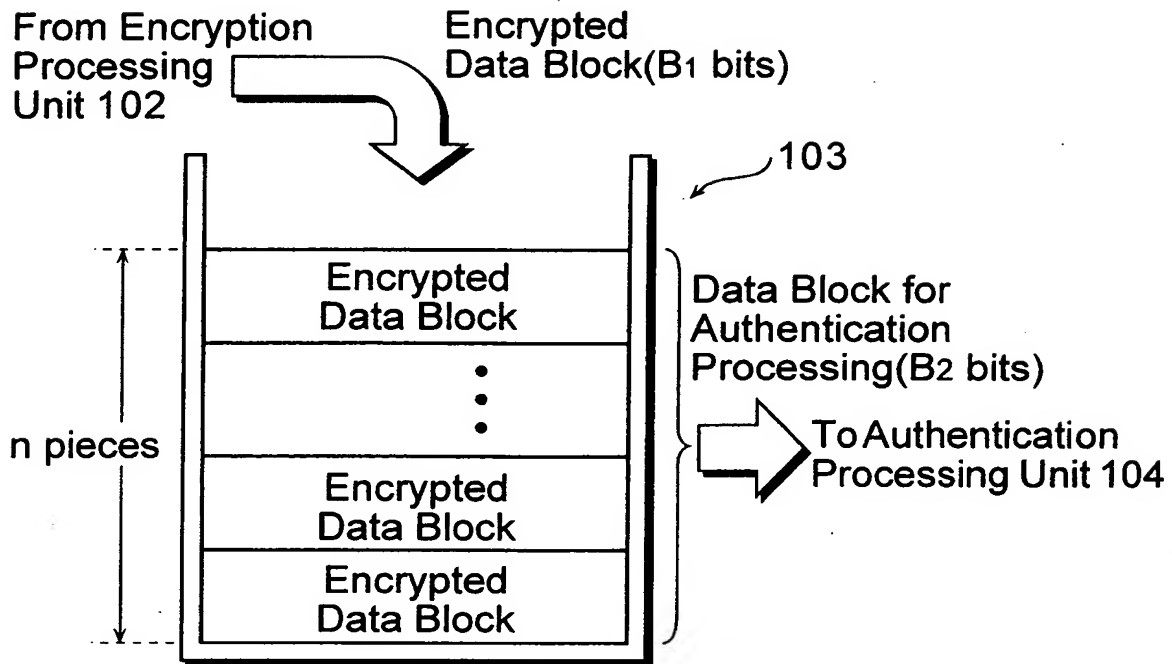 From Encryption
Processing
Unit 102
Encrypted
Data Block(B1 bits)
103
Encrypted
Data Block
Data Block for
Authentication
Processing(B2 bits)
n pieces
To Authentication
Processing Unit 104
Encrypted
Data Block
Encrypted
Data Block